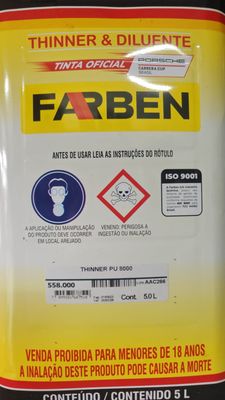 THINNER & DILUENTE
TINTA OFICIAL
PORSCHE
CARRERA CUP
BRASIL
FARBEN
ANTES DE USAR LEIA AS INSTRUÇÕES DO RÓTULO
ISO 9001
A APLICAÇÃO OU MANIPULAÇÃO
DO PRODUTO DEVE OCORRER
EM LOCAL AREJADO
VENENO: PERIGOSA A
INGESTÃO OU INALAÇÃO
THINNER PU 8000
558.000
AAC266
Cont. 5.0 L
VENDA PROIBIDA PARA MENORES DE 18 ANOS
A INALAÇÃO DESTE PRODUTO PODE CAUSAR A MORTE
CONTEÚDO / CONTENIDO 5 L